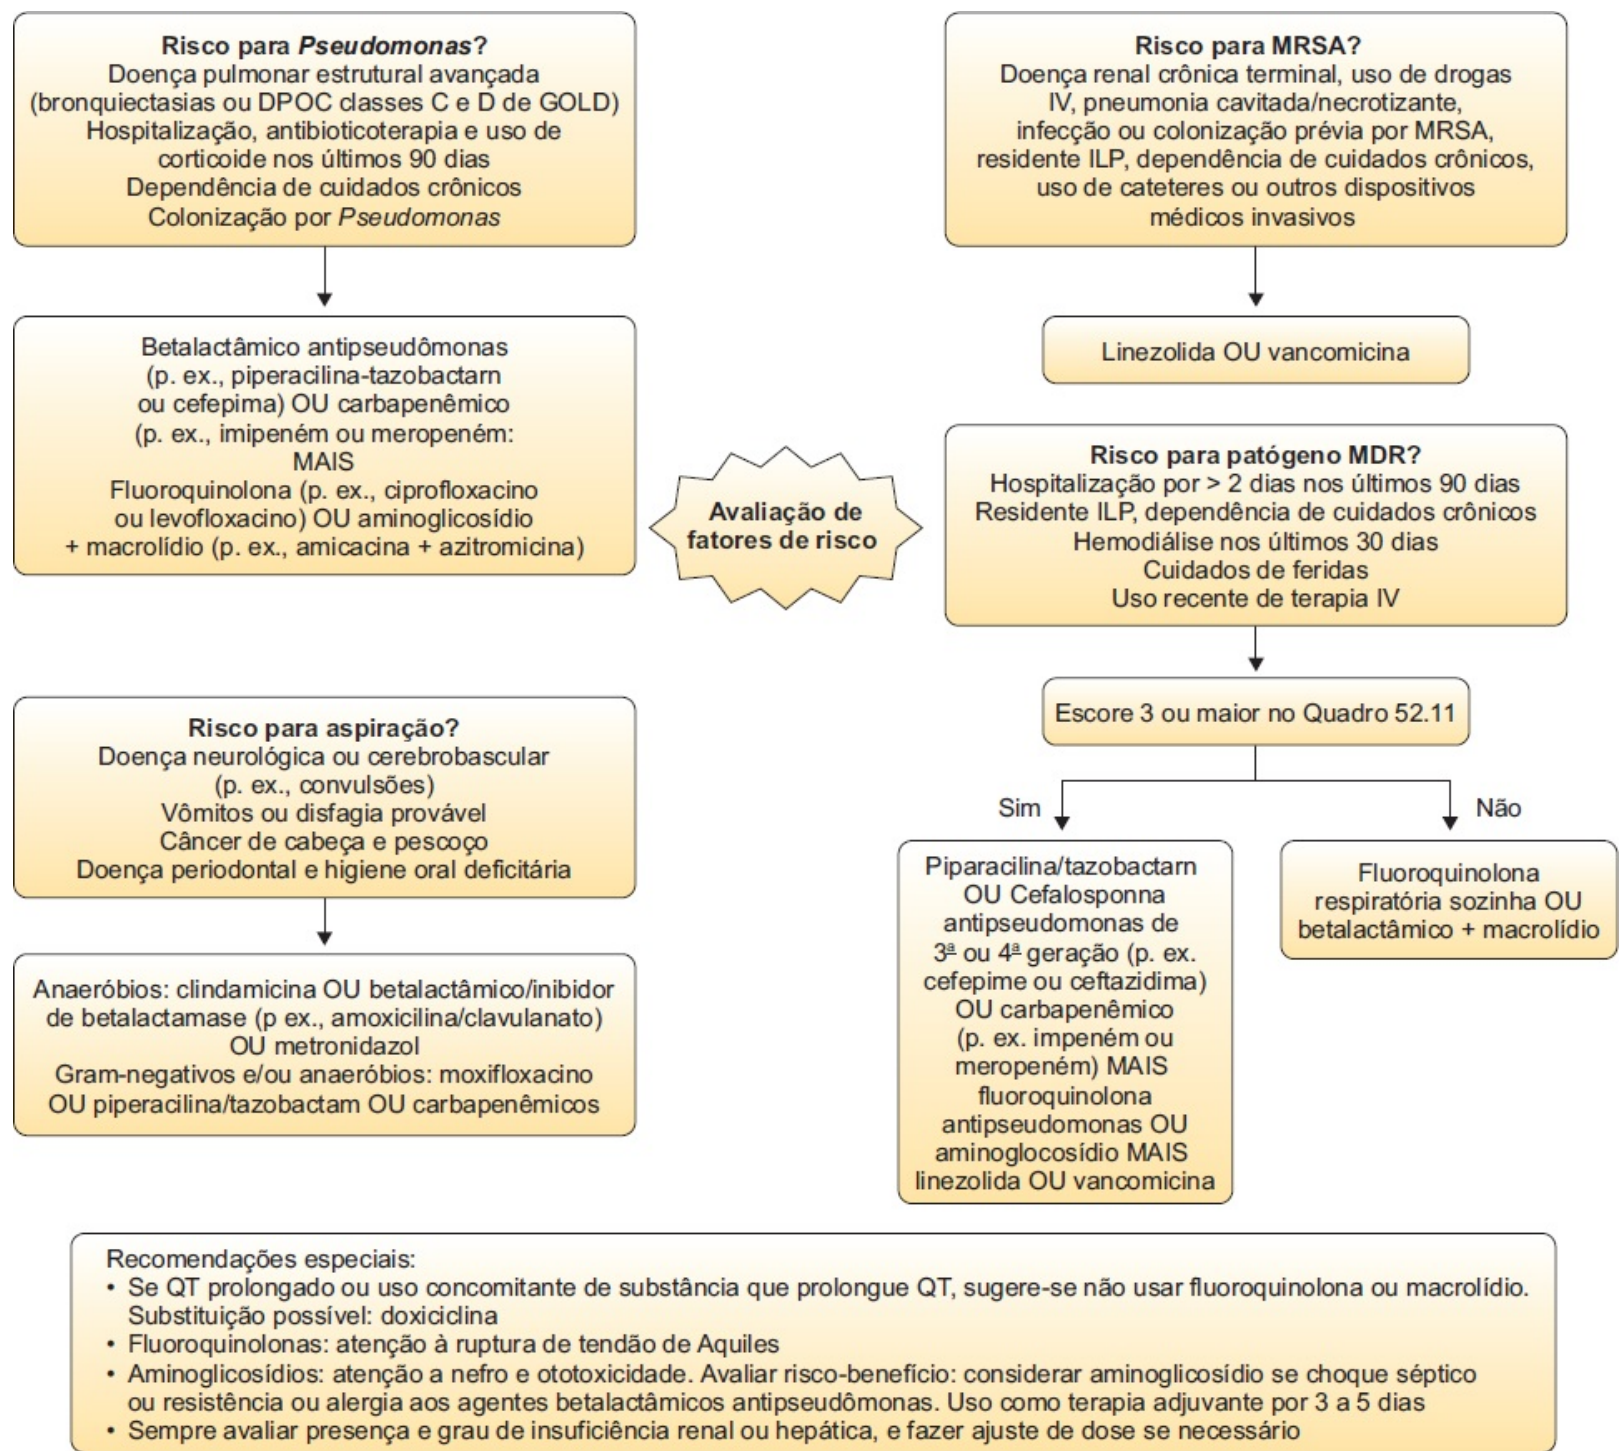 Risco para Pseudomonas?
Doença pulmonar estrutural avançada
(bronquiectasias ou DPOC classes C e D de GOLD)
Hospitalização, antibioticoterapia e uso de
corticoide nos últimos 90 dias
Dependência de cuidados crônicos
Colonização por Pseudomonas
Betalactâmico antipseudômonas
(p. ex., piperacilina-tazobactarn
ou cefepima) OU carbapenêmico
(p. ex., imipeném ou meropeném:
MAIS
Fluoroquinolona (p. ex., ciprofloxacino
ou levofloxacino) OU aminoglicosídio
+ macrolídio (p. ex., amicacina + azitromicina)
Risco para MRSA?
Doença renal crônica terminal, uso de drogas
IV, pneumonia cavitada/necrotizante,
infecção ou colonização prévia por MRSA,
residente ILP, dependência de cuidados crônicos,
uso de cateteres ou outros dispositivos
médicos invasivos
Linezolida OU vancomicina
Avaliação de
fatores de risco
Risco para patógeno MDR?
Hospitalização por > 2 dias nos últimos 90 dias
Residente ILP, dependência de cuidados crônicos
Hemodiálise nos últimos 30 dias
Cuidados de feridas
Uso recente de terapia IV
Escore 3 ou maior no Quadro 52.11
Sim
Não
Piparacilina/tazobactarn
OU Cefalosponna
antipseudomonas de
3ª ou 4ª geração (p. ex.
cefepime ou ceftazidima)
OU carbapenêmico
(p. ex. impeném ou
meropeném) MAIS
fluoroquinolona
antipseudomonas OU
aminoglocosídio MAIS
linezolida OU vancomicina
Fluoroquinolona
respiratória sozinha OU
betalactâmico + macrolídio
Risco para aspiração?
Doença neurológica ou cerebrobascular
(p. ex., convulsões)
Vômitos ou disfagia provável
Câncer de cabeça e pescoço
Doença periodontal e higiene oral deficitária
Anaeróbios: clindamicina OU betalactâmico/inibidor
de betalactamase (p ex., amoxicilina/clavulanato)
OU metronidazol
Gram-negativos e/ou anaeróbios: moxifloxacino
OU piperacilina/tazobactam OU carbapenêmicos
Recomendações especiais:
• Se QT prolongado ou uso concomitante de substância que prolongue QT, sugere-se não usar fluoroquinolona ou macrolídio.
Substituição possível: doxiciclina
• Fluoroquinolonas: atenção à ruptura de tendão de Aquiles
• Aminoglicosídios: atenção a nefro e ototoxicidade. Avaliar risco-benefício: considerar aminoglicosídio se choque séptico
ou resistência ou alergia aos agentes betalactâmicos antipseudômonas. Uso como terapia adjuvante por 3 a 5 dias
• Sempre avaliar presença e grau de insuficiência renal ou hepática, e fazer ajuste de dose se necessário